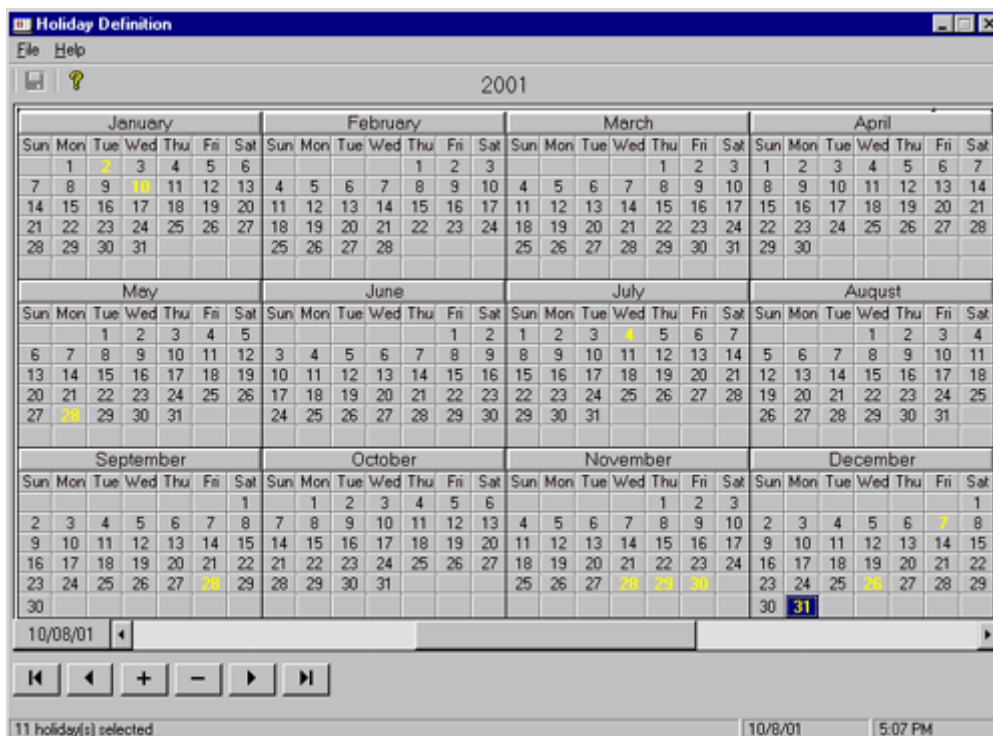 Holiday Definition
File Help
2001
January February March April
Sun Mon Tue Wed Thu Fri Sat Sun Mon Tue Wed Thu Fri Sat Sun Mon Tue Wed Thu Fri Sat Sun Mon Tue Wed Thu Fri Sat
1 2 3 4 5 6 1 2 3 1 2 3 1 2 3 4 5 6 7
7 8 9 10 11 12 13 4 5 6 7 8 9 10 4 5 6 7 8 9 10 8 9 10 11 12 13 14
14 15 16 17 18 19 20 11 12 13 14 15 16 17 11 12 13 14 15 16 17 15 16 17 18 19 20 21
21 22 23 24 25 26 27 18 19 20 21 22 23 24 18 19 20 21 22 23 24 22 23 24 25 26 27 28
28 29 30 31 25 26 27 28 25 26 27 28 29 30 31 29 30
May June July August
Sun Mon Tue Wed Thu Fri Sat Sun Mon Tue Wed Thu Fri Sat Sun Mon Tue Wed Thu Fri Sat Sun Mon Tue Wed Thu Fri Sat
1 2 3 4 5 1 2 1 2 3 4 5 6 7 1 2 3 4
6 7 8 9 10 11 12 3 4 5 6 7 8 9 8 9 10 11 12 13 14 5 6 7 8 9 10 11
13 14 15 16 17 18 19 10 11 12 13 14 15 16 15 16 17 18 19 20 21 12 13 14 15 16 17 18
20 21 22 23 24 25 26 17 18 19 20 21 22 23 22 23 24 25 26 27 28 19 20 21 22 23 24 25
27 28 29 30 31 24 25 26 27 28 29 30 29 30 31 26 27 28 29 30 31
September October November December
Sun Mon Tue Wed Thu Fri Sat Sun Mon Tue Wed Thu Fri Sat Sun Mon Tue Wed Thu Fri Sat Sun Mon Tue Wed Thu Fri Sat
1 1 2 3 4 5 6 1 2 3 1
2 3 4 5 6 7 8 7 8 9 10 11 12 13 4 5 6 7 8 9 10 2 3 4 5 6 7 8
9 10 11 12 13 14 15 14 15 16 17 18 19 20 11 12 13 14 15 16 17 9 10 11 12 13 14 15
16 17 18 19 20 21 22 21 22 23 24 25 26 27 18 19 20 21 22 23 24 16 17 18 19 20 21 22
23 24 25 26 27 28 29 28 29 30 31 25 26 27 28 29 30 23 24 25 26 27 28 29
30 30 31
10/08/01
11 holiday(s) selected 10/8/01 5:07 PM